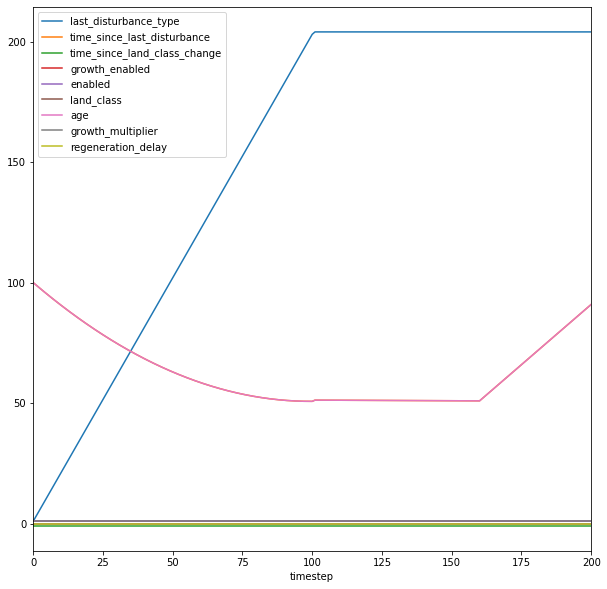 last_disturbance_type
time_since_last_disturbance
time_since_land_class_change
growth_enabled
enabled
land_class
age
growth_multiplier
regeneration_delay
200
150
100
50
0
0 25 50 75 100 125 150 175 200
timestep